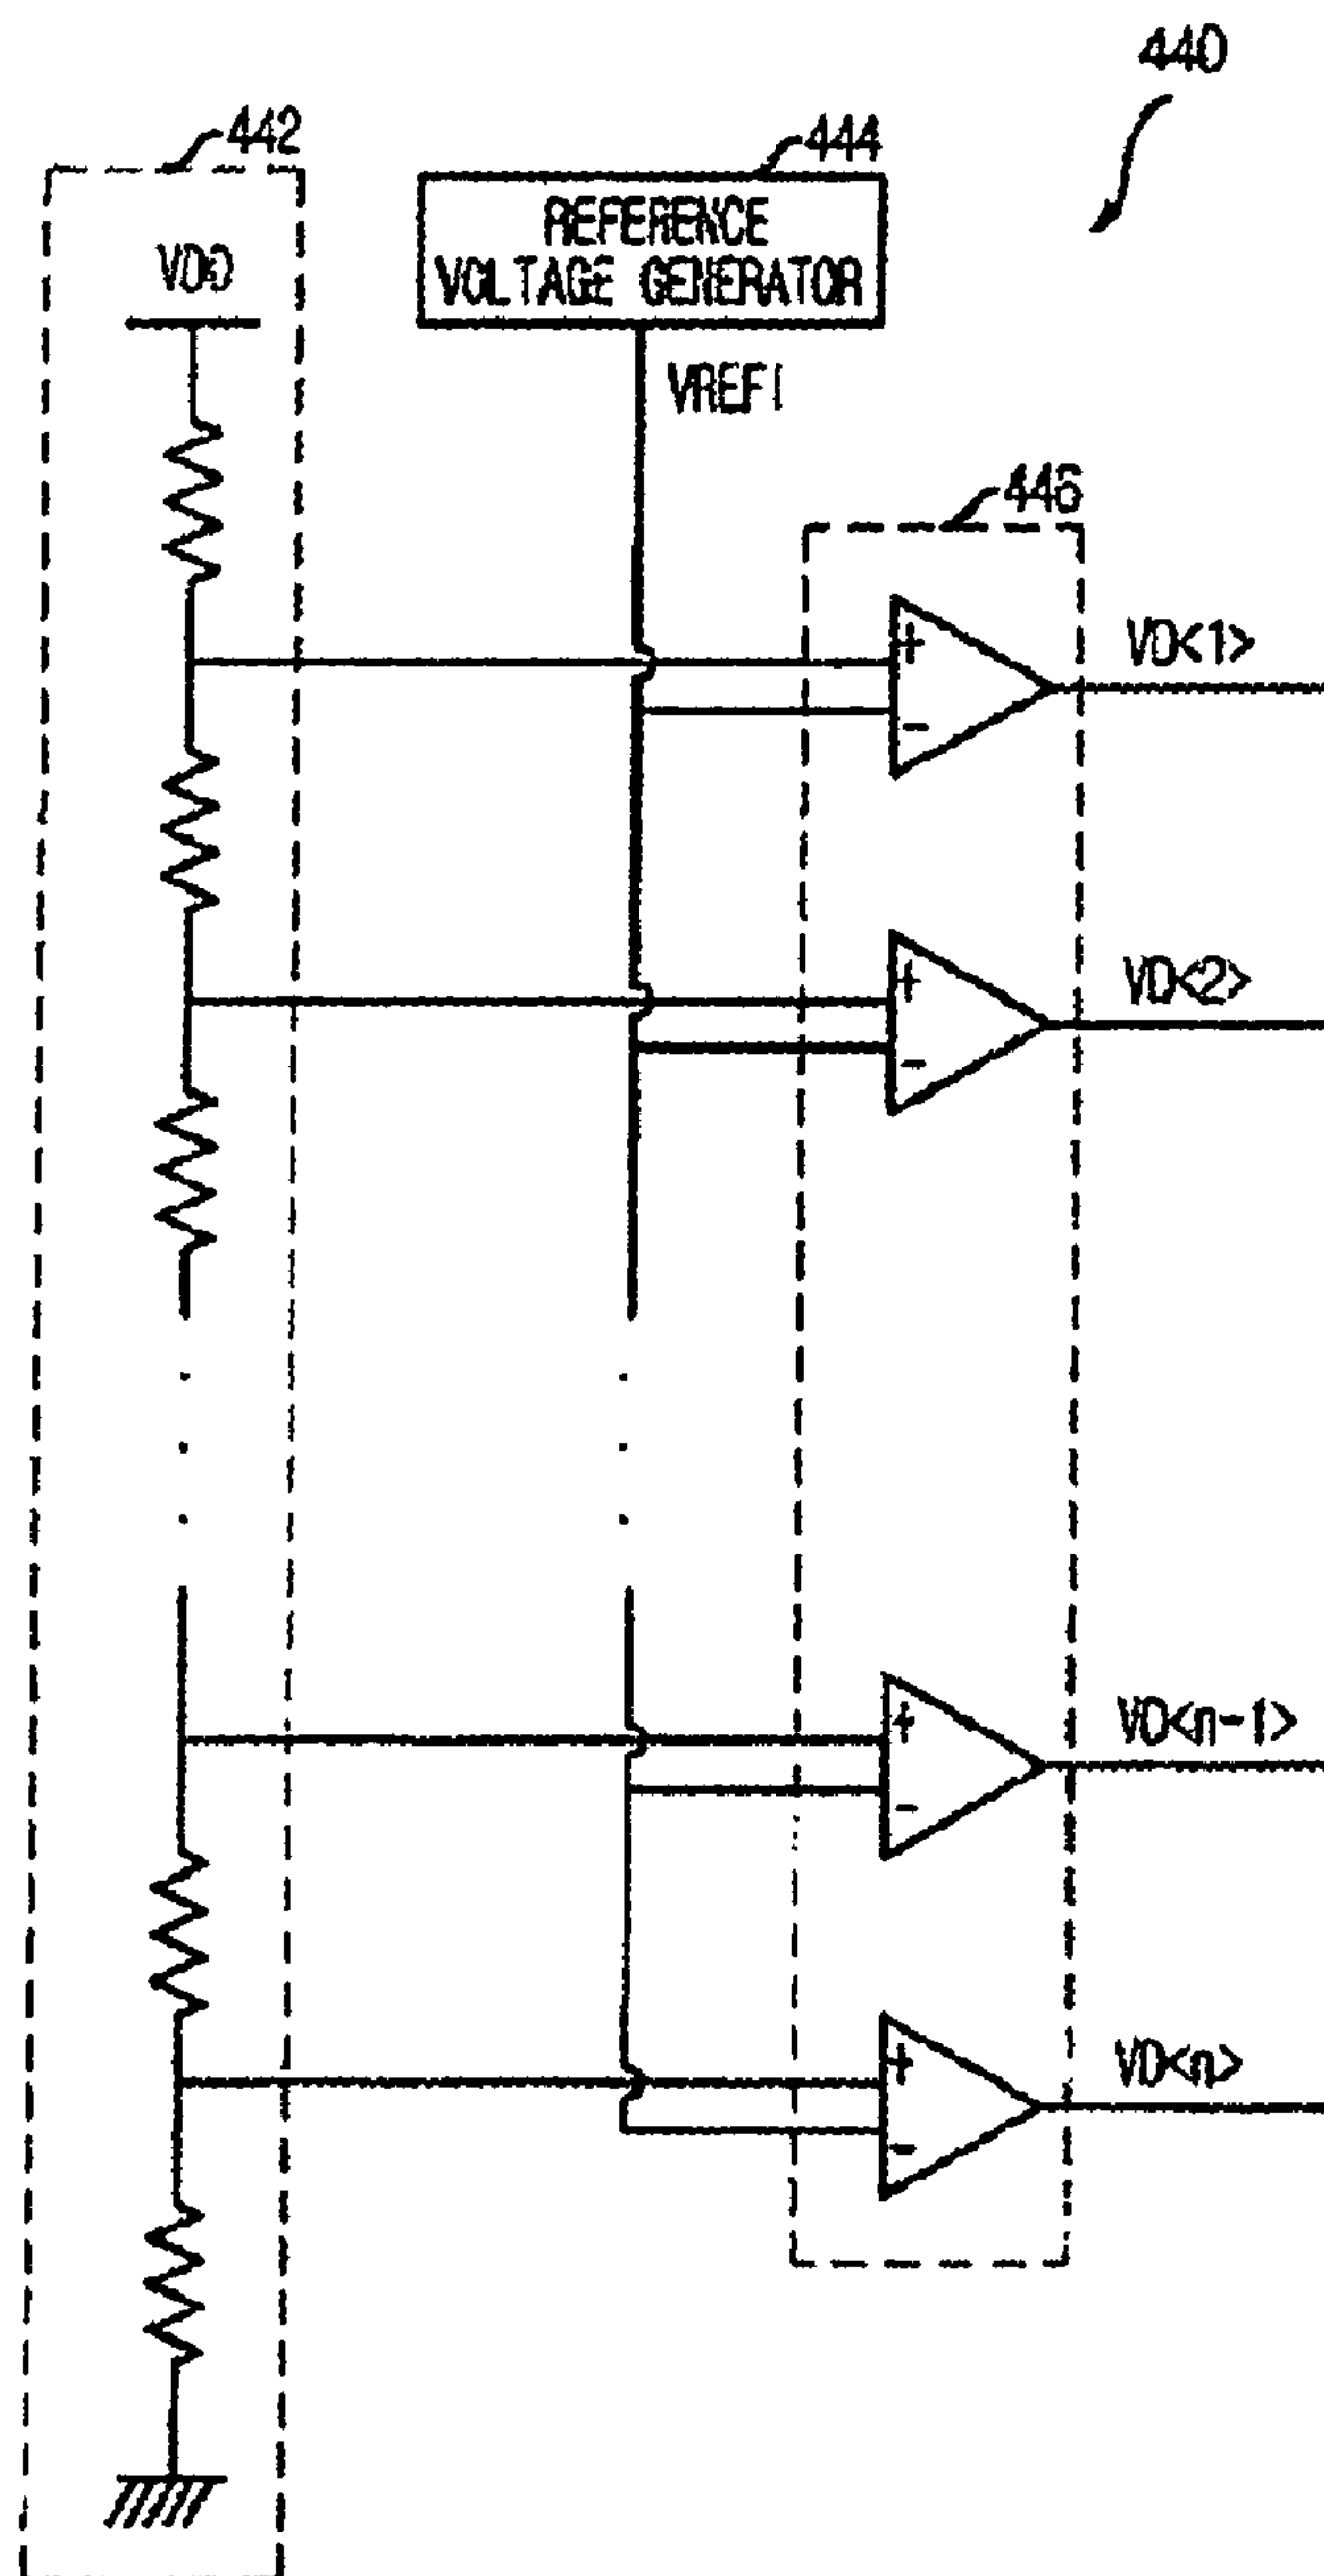 440
442
444
VDD
REFERENCE
VOLTAGE GENERATOR
VREFI
446
+
-
VD<1>
+
-
VD<2>
+
-
VD<n-1>
+
-
VD<n>